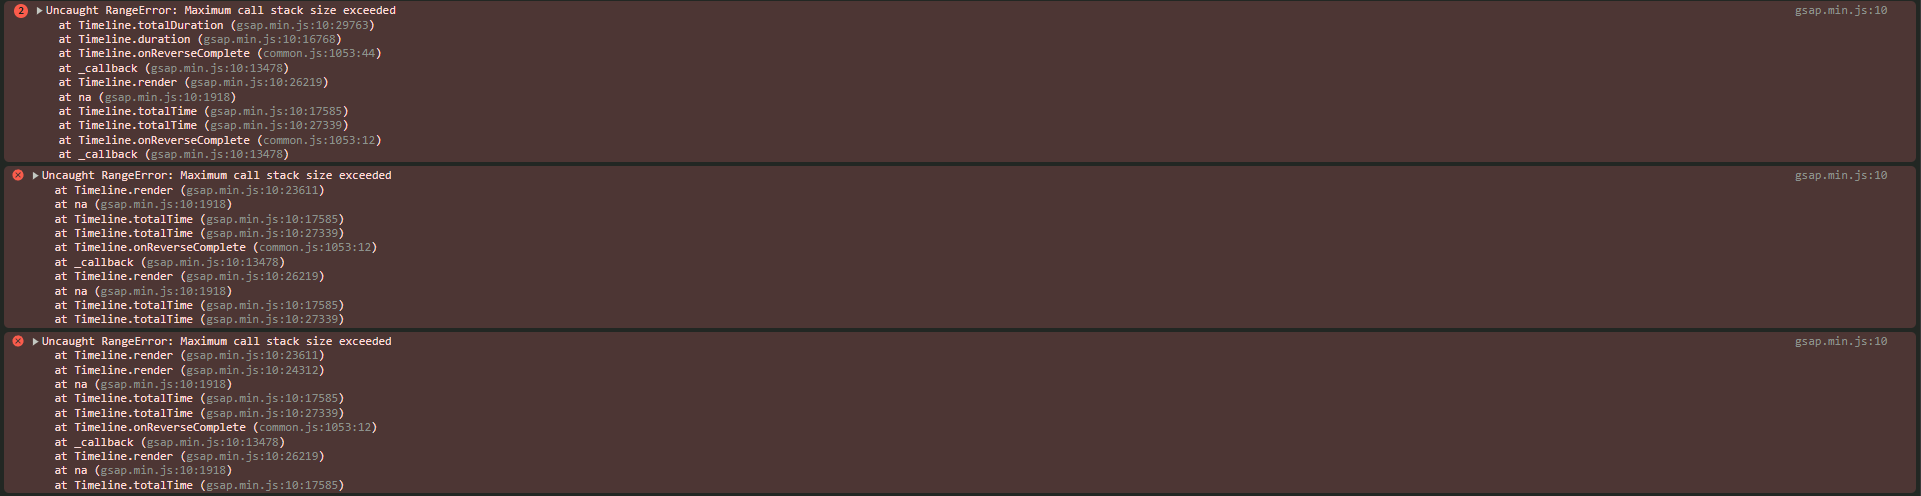 2 ▶Uncaught RangeError: Maximum call stack size exceeded gsap.min.js:10
at Timeline.totalDuration (gsap.min.js:10:29763)
at Timeline.duration (gsap.min.js:10:16768)
at Timeline.onReverseComplete (common.js:1053:44)
at _callback (gsap.min.js:10:13478)
at Timeline.render (gsap.min.js:10:26219)
at na (gsap.min.js:10:1918)
at Timeline.totalTime (gsap.min.js:10:17585)
at Timeline.totalTime (gsap.min.js:10:27339)
at Timeline.onReverseComplete (common.js:1053:12)
at _callback (gsap.min.js:10:13478)
▶Uncaught RangeError: Maximum call stack size exceeded gsap.min.js:10
at Timeline.render (gsap.min.js:10:23611)
at na (gsap.min.js:10:1918)
at Timeline.totalTime (gsap.min.js:10:17585)
at Timeline.totalTime (gsap.min.js:10:27339)
at Timeline.onReverseComplete (common.js:1053:12)
at _callback (gsap.min.js:10:13478)
at Timeline.render (gsap.min.js:10:26219)
at na (gsap.min.js:10:1918)
at Timeline.totalTime (gsap.min.js:10:17585)
at Timeline.totalTime (gsap.min.js:10:27339)
▶Uncaught RangeError: Maximum call stack size exceeded gsap.min.js:10
at Timeline.render (gsap.min.js:10:23611)
at Timeline.render (gsap.min.js:10:24312)
at na (gsap.min.js:10:1918)
at Timeline.totalTime (gsap.min.js:10:17585)
at Timeline.totalTime (gsap.min.js:10:27339)
at Timeline.onReverseComplete (common.js:1053:12)
at _callback (gsap.min.js:10:13478)
at Timeline.render (gsap.min.js:10:26219)
at na (gsap.min.js:10:1918)
at Timeline.totalTime (gsap.min.js:10:17585)